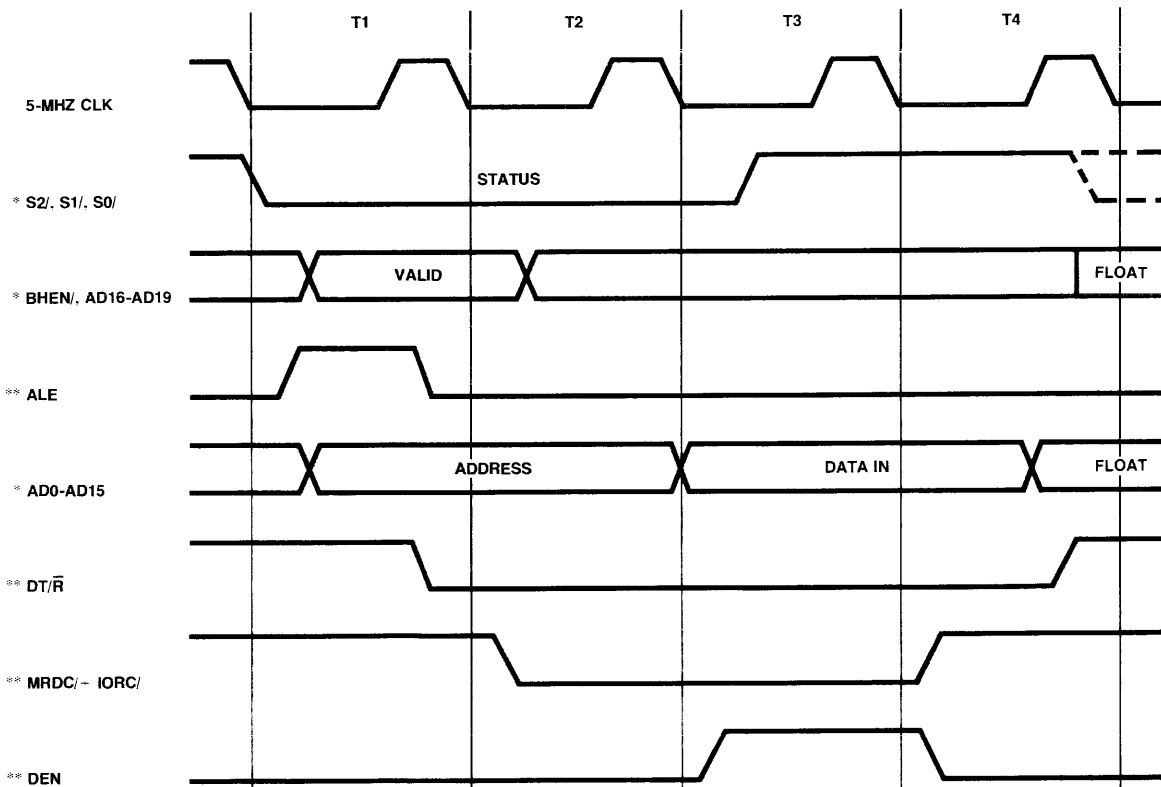 T1 T2 T3 T4
5-MHZ CLK
* S2/, S1/, S0/ STATUS
* BHEN/, AD16-AD19 VALID FLOAT
** ALE
* AD0-AD15 ADDRESS DATA IN FLOAT
** DT/R̅
** MRDC/ + IORC/
** DEN